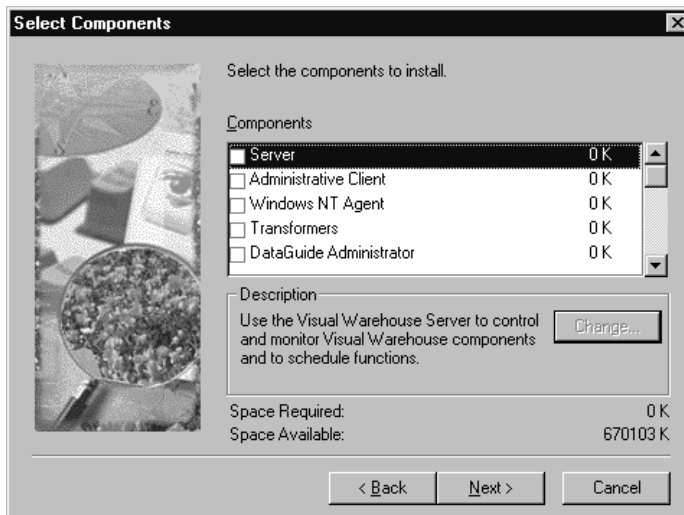 Select Components
Select the components to install.
Components
Server 0 K
Administrative Client 0 K
Windows NT Agent 0 K
Transformers 0 K
DataGuide Administrator 0 K
Description
Use the Visual Warehouse Server to control
and monitor Visual Warehouse components
and to schedule functions.
Change...
Space Required: 0 K
Space Available: 670103 K
< Back Next > Cancel